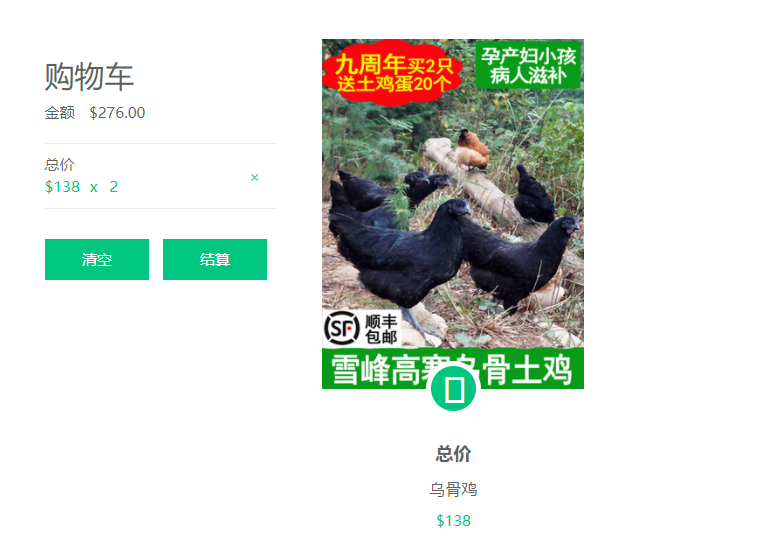 购物车
金额 $276.00
总价
$138 x 2
×
清空
结算
九周年买2只
送土鸡蛋20个
孕产妇小孩
病人滋补
SF
顺丰
包邮
雪峰高寒乌骨土鸡
总价
乌骨鸡
$138